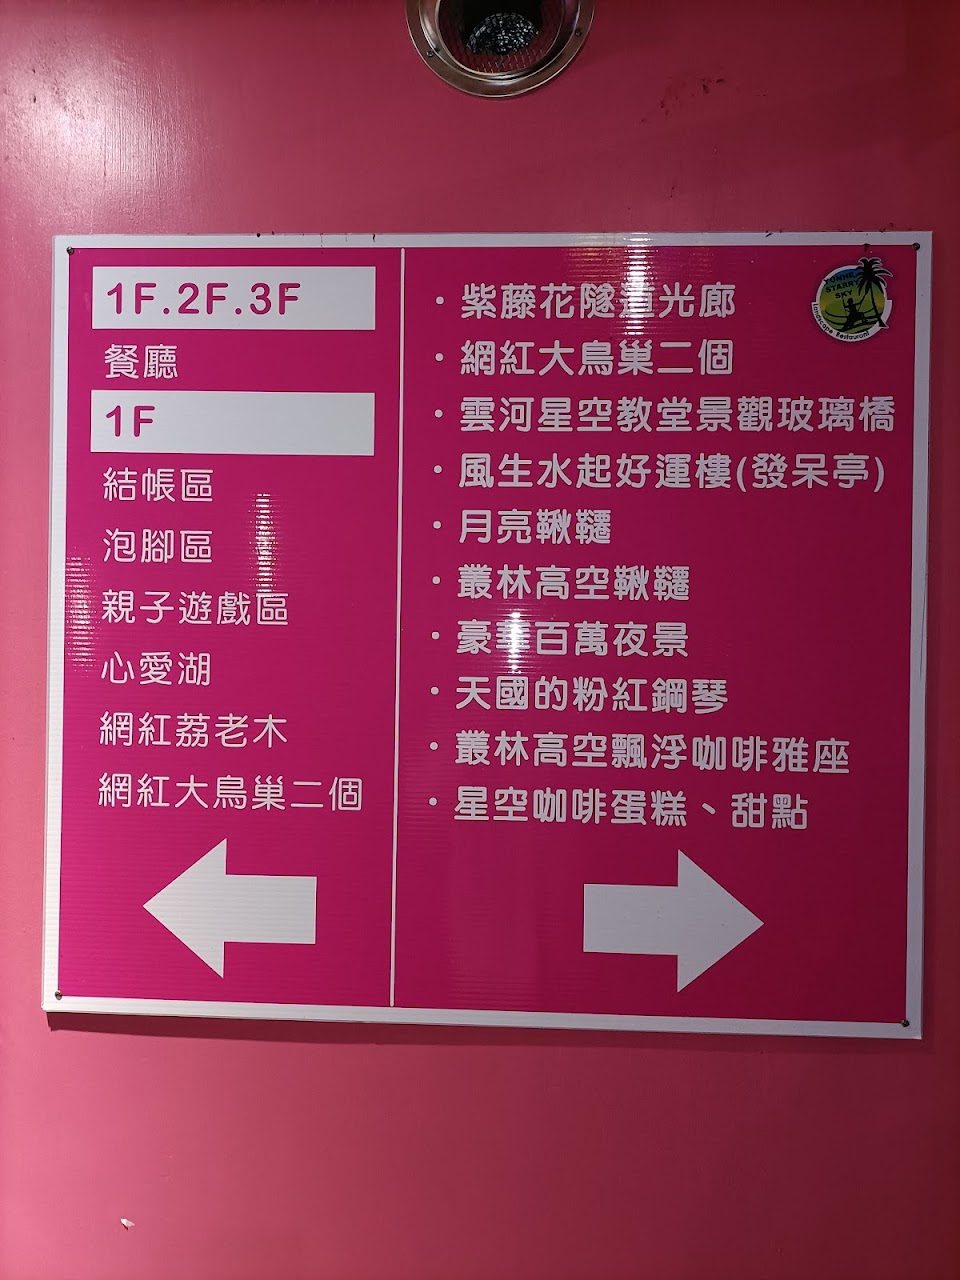 1F.2F.3F
餐廳
1F
結帳區
泡腳區
親子遊戲區
心愛湖
網紅荔老木
網紅大鳥巢二個
・紫藤花隧道光廊
・網紅大鳥巢二個
・雲河星空教堂景觀玻璃橋
・風生水起好運樓(發呆亭)
・月亮鞦韆
・叢林高空鞦韆
・豪華百萬夜景
・天國的粉紅鋼琴
・叢林高空飄浮咖啡雅座
・星空咖啡蛋糕、甜點
YUNHE
STARRY
SKY
Landscape Restaurant